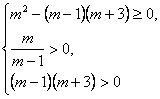 m² − (m−1)(m+3) ≥ 0,
m/(m−1) > 0,
(m−1)(m+3) > 0